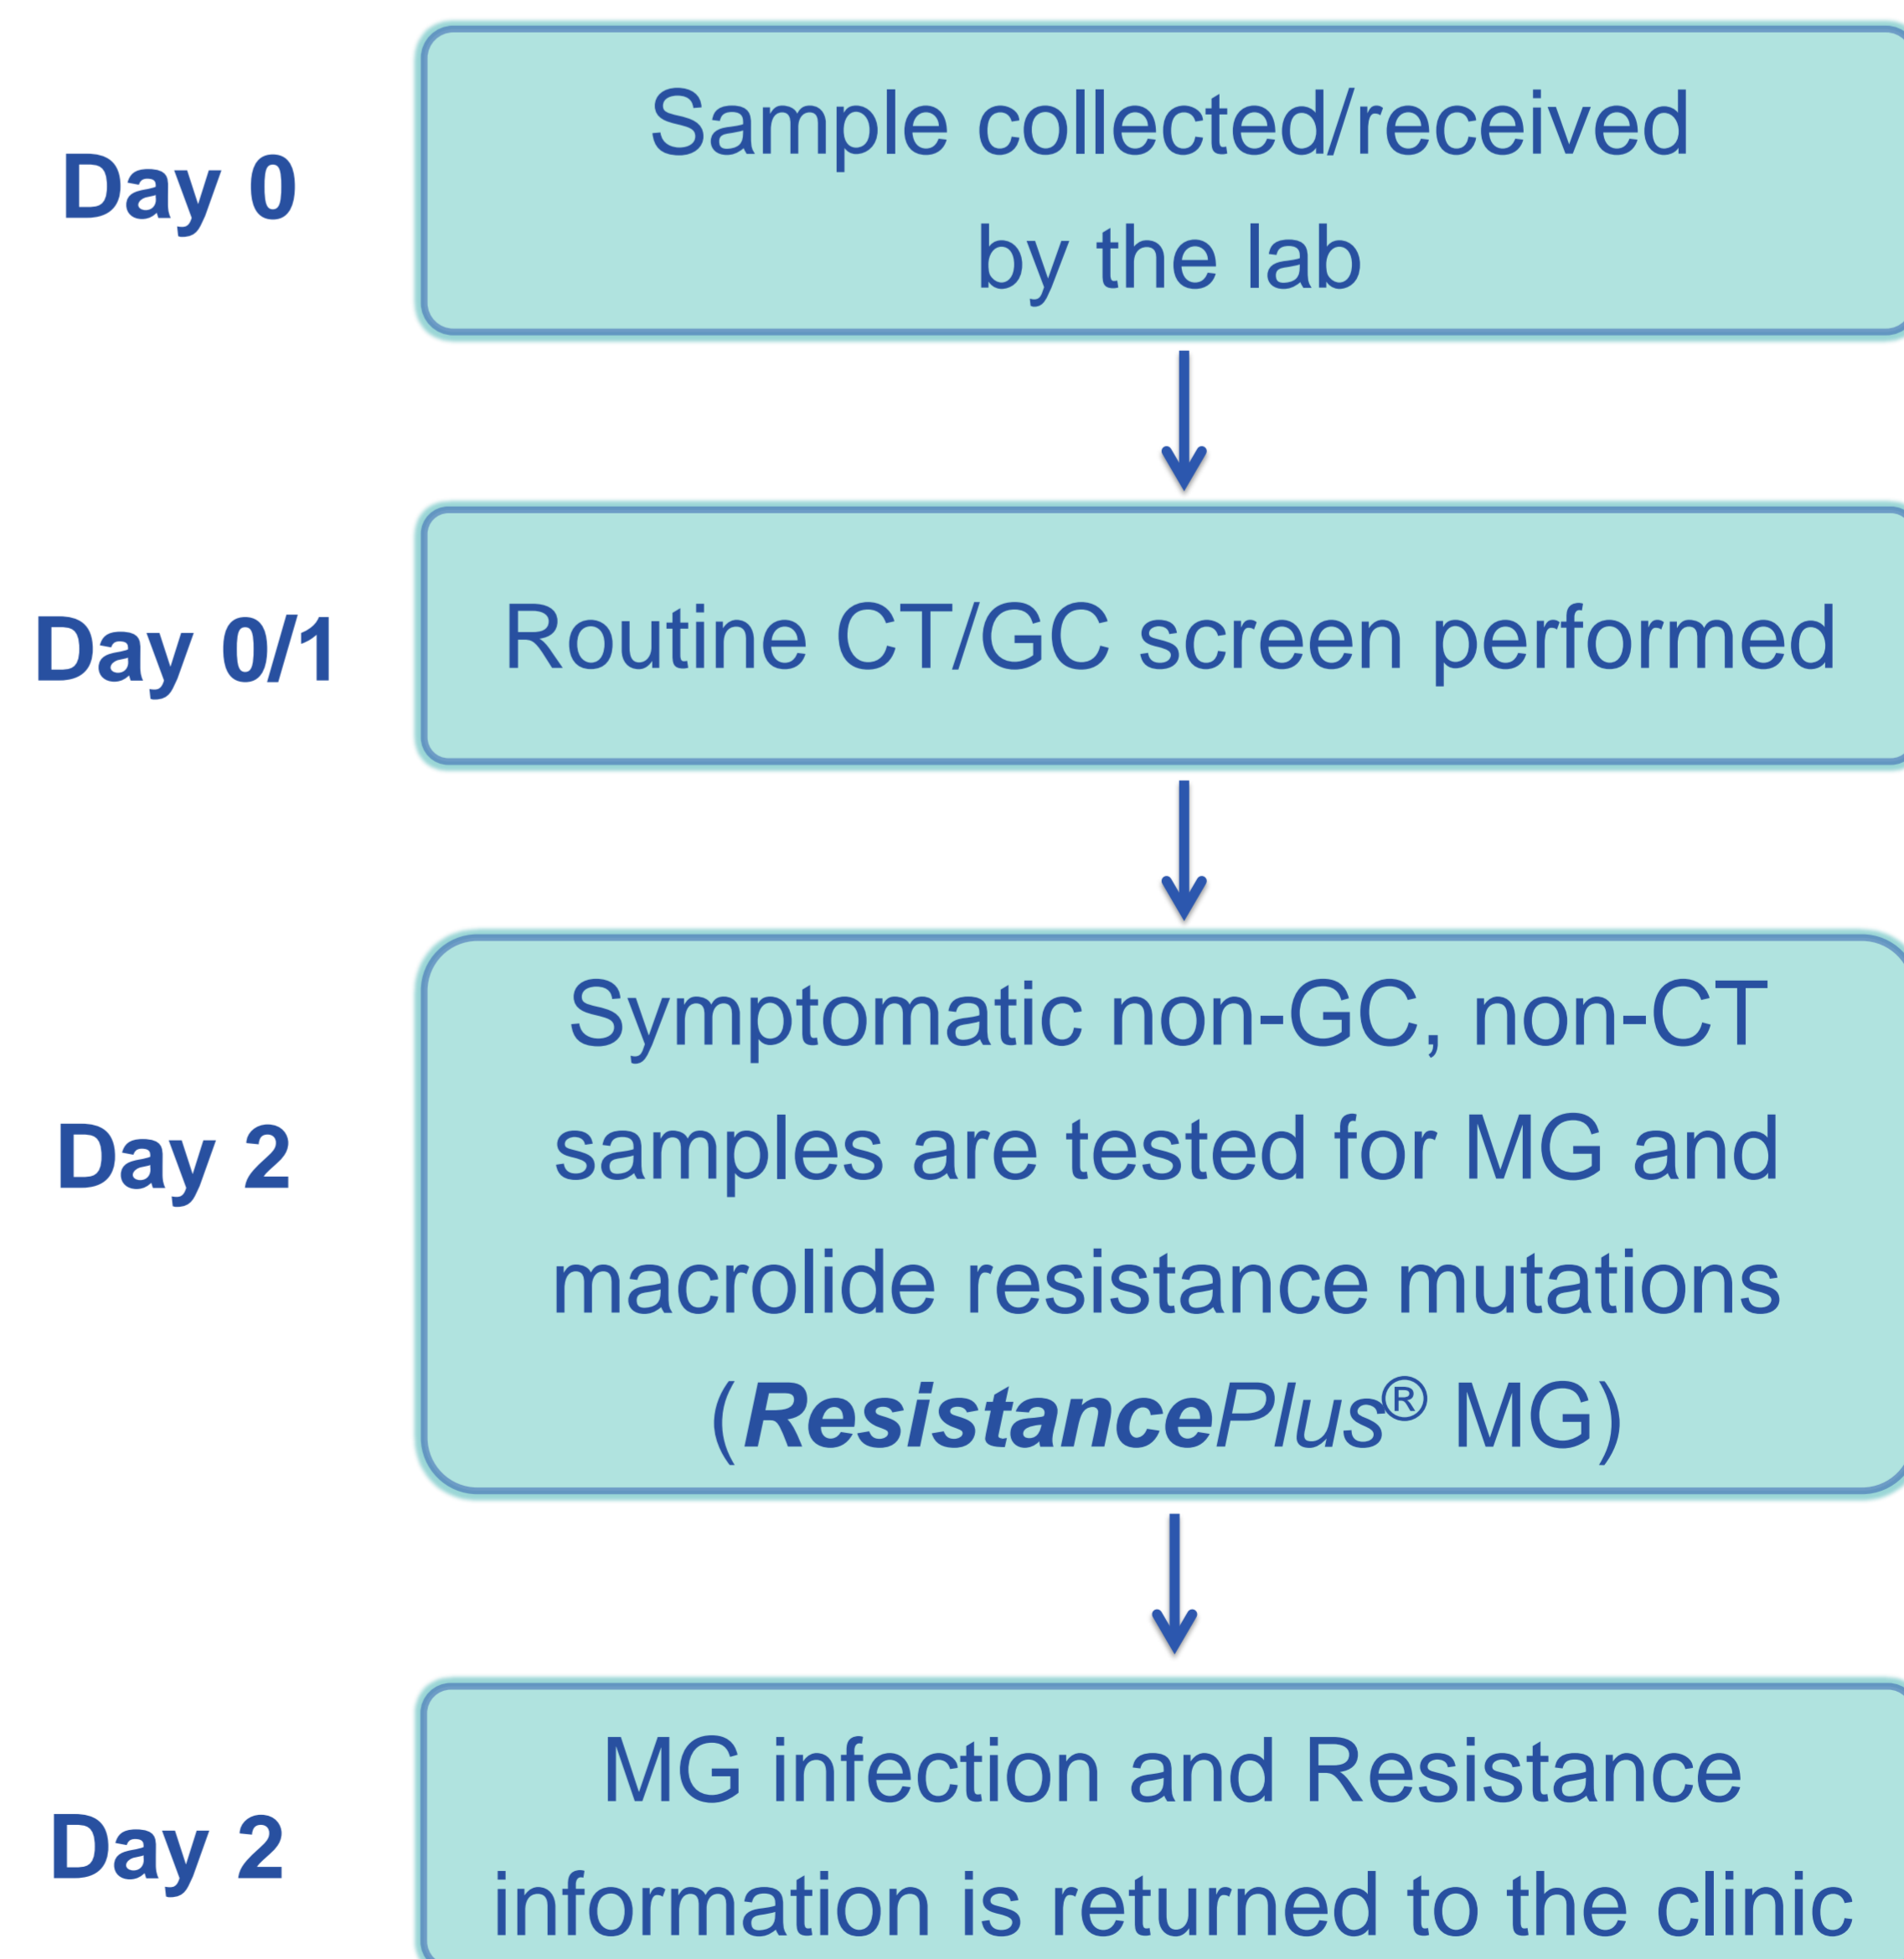 Day 0
Sample collected/received
by the lab
Day 0/1
Routine CT/GC screen performed
Day 2
Symptomatic non-GC, non-CT
samples are tested for MG and
macrolide resistance mutations
(ResistancePlus® MG)
Day 2
MG infection and Resistance
information is returned to the clinic